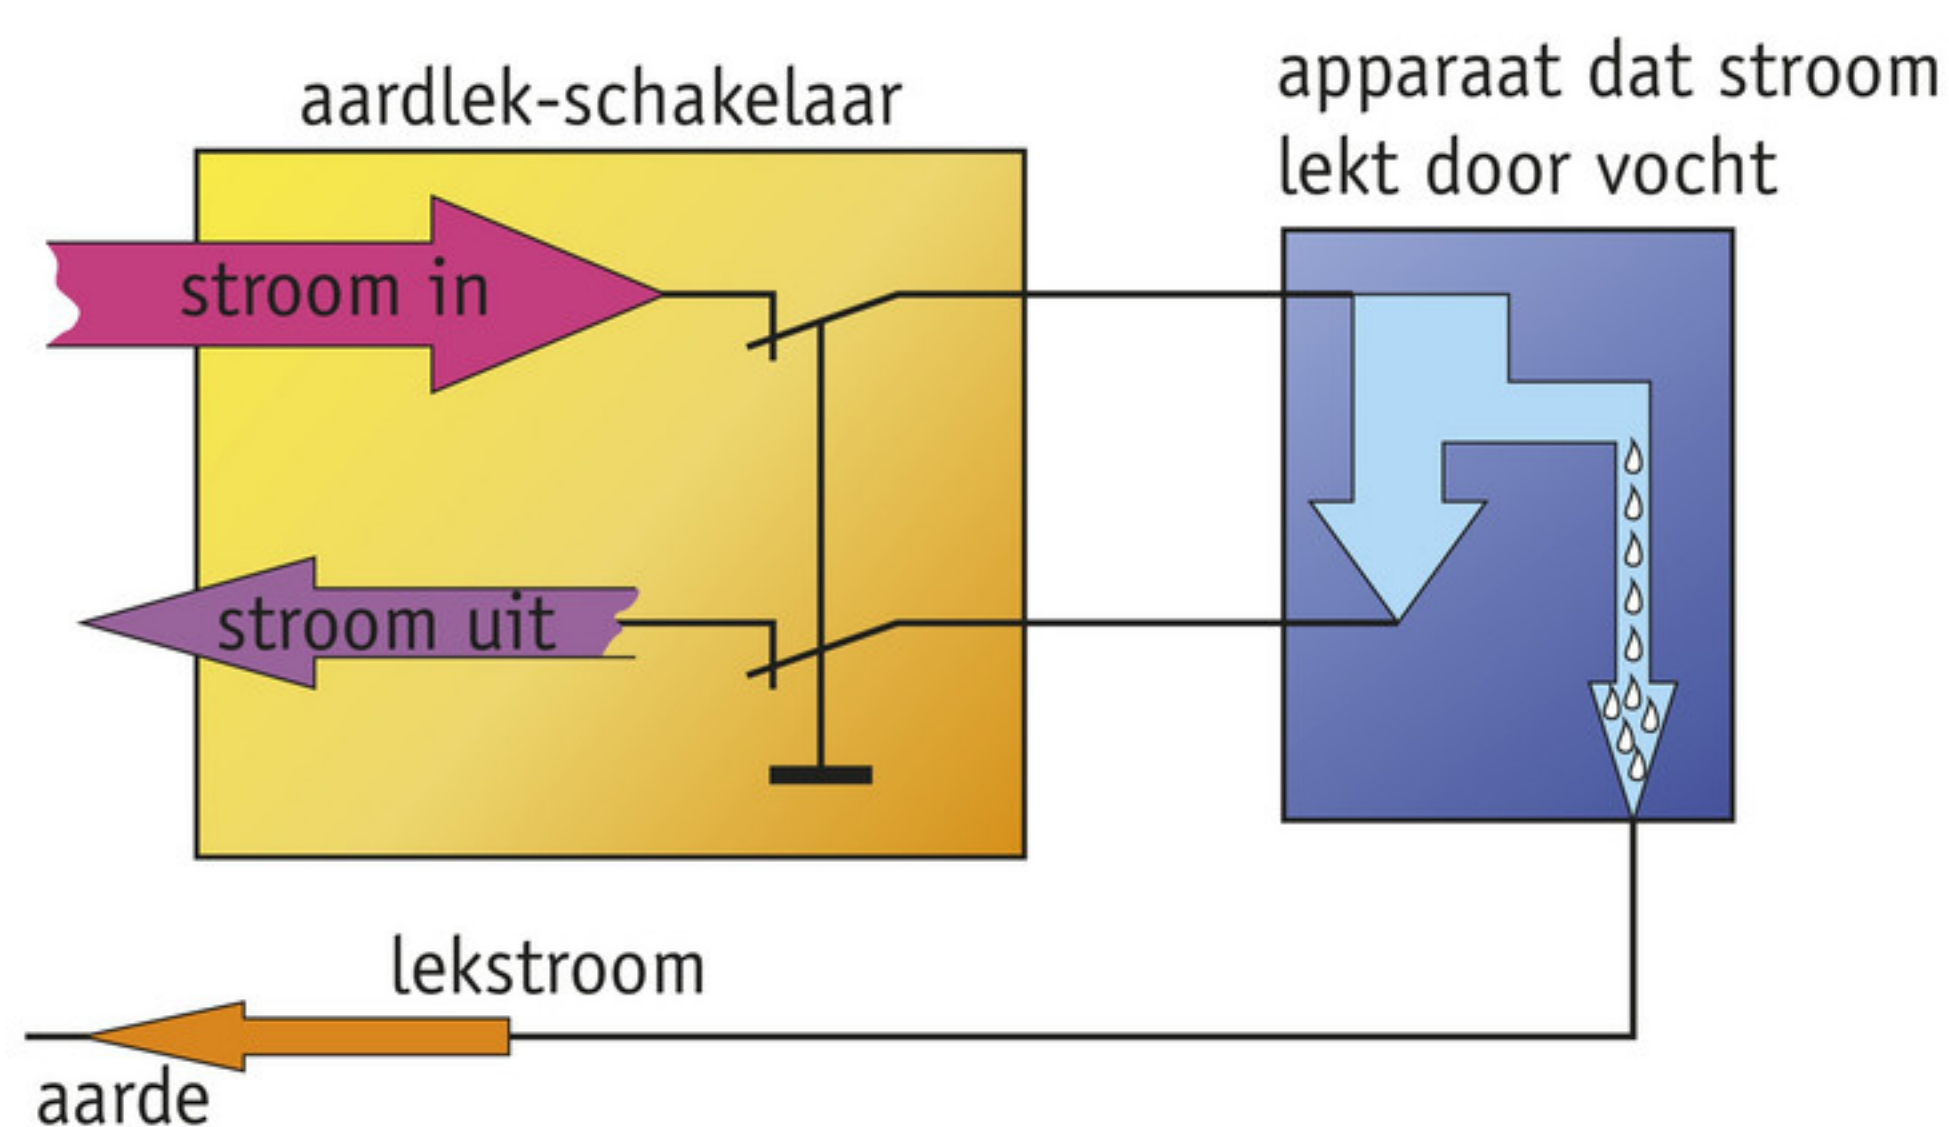 aardlek-schakelaar
apparaat dat stroom
lekt door vocht
stroom in
stroom uit
lekstroom
aarde